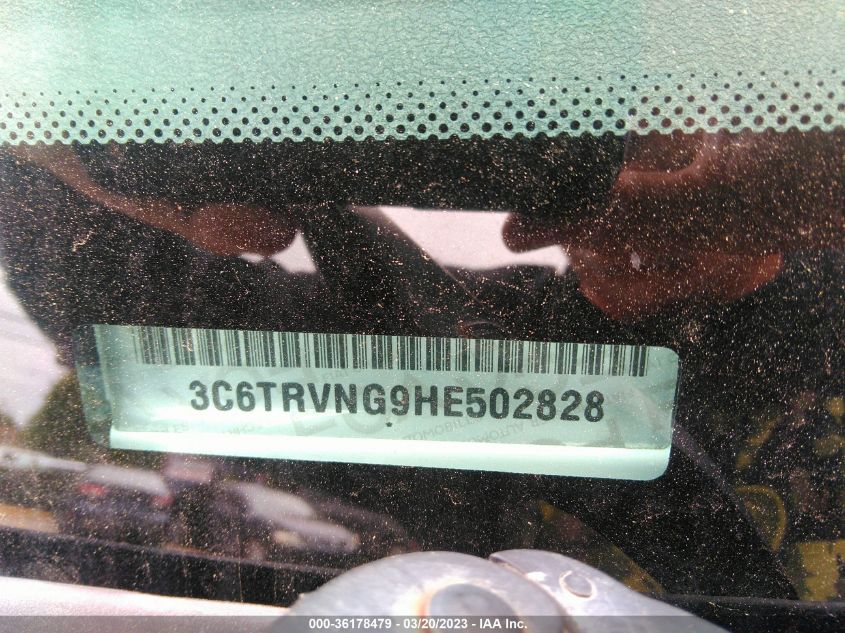 3C6TRVNG9HE502828
000-36178479 — 03/20/2023 — IAA Inc.